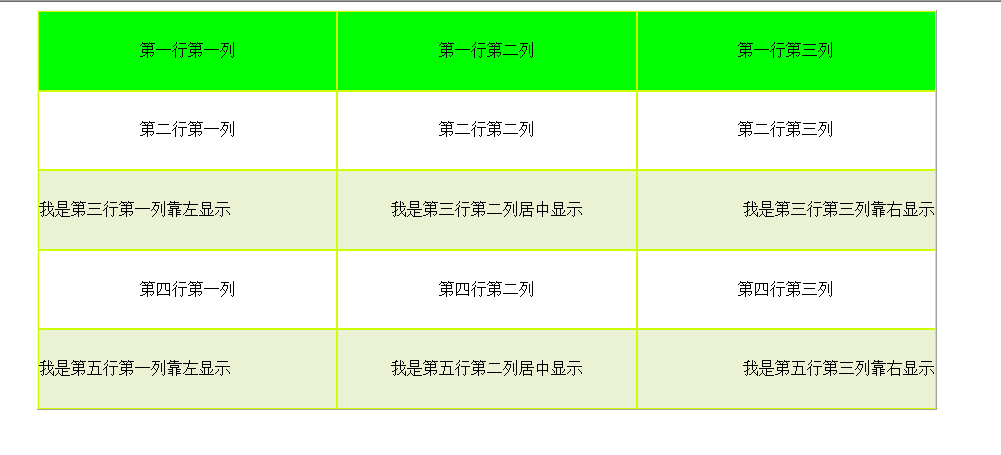 第一行第一列 第一行第二列 第一行第三列
第二行第一列 第二行第二列 第二行第三列
我是第三行第一列靠左显示 我是第三行第二列居中显示 我是第三行第三列靠右显示
第四行第一列 第四行第二列 第四行第三列
我是第五行第一列靠左显示 我是第五行第二列居中显示 我是第五行第三列靠右显示